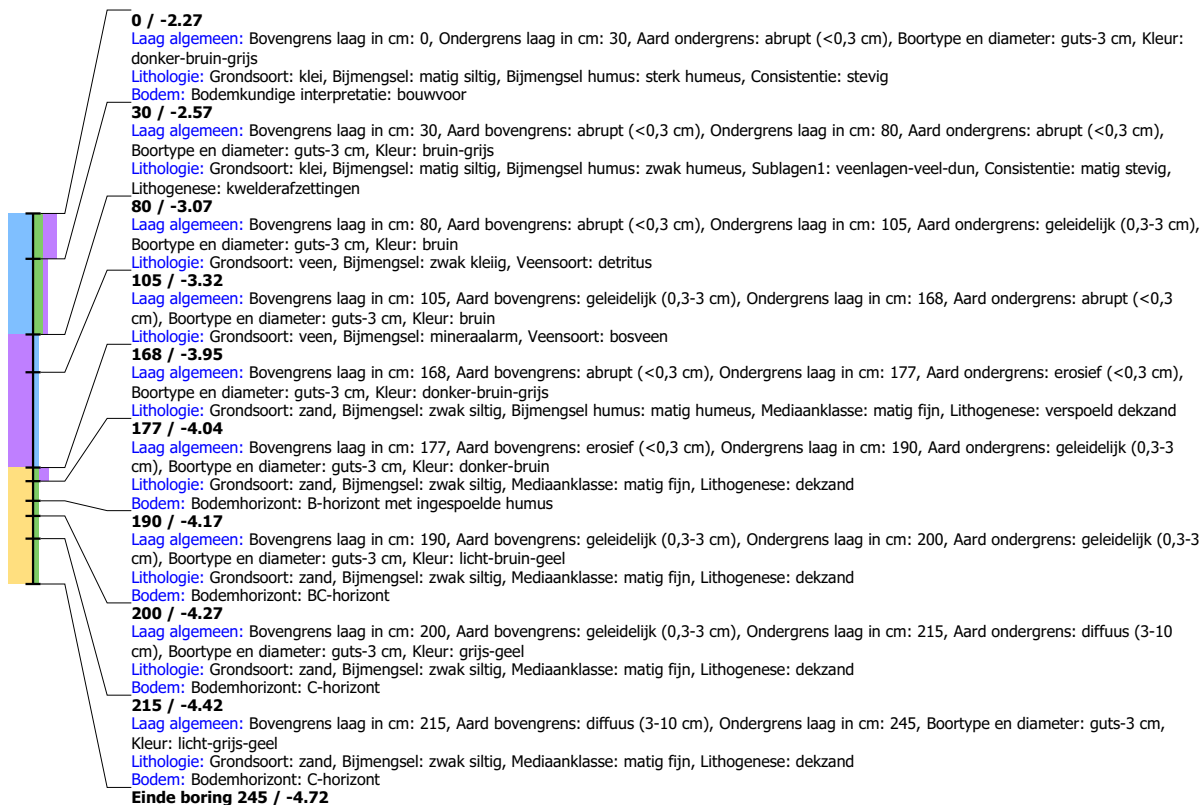 0 / -2.27
Laag algemeen: Bovengrens laag in cm: 0, Ondergrens laag in cm: 30, Aard ondergrens: abrupt (<0,3 cm), Boortype en diameter: guts-3 cm, Kleur:
donker-bruin-grijs
Lithologie: Grondsoort: klei, Bijmengsel: matig siltig, Bijmengsel humus: sterk humeus, Consistentie: stevig
Bodem: Bodemkundige interpretatie: bouwvoor
30 / -2.57
Laag algemeen: Bovengrens laag in cm: 30, Aard bovengrens: abrupt (<0,3 cm), Ondergrens laag in cm: 80, Aard ondergrens: abrupt (<0,3 cm),
Boortype en diameter: guts-3 cm, Kleur: bruin-grijs
Lithologie: Grondsoort: klei, Bijmengsel: matig siltig, Bijmengsel humus: zwak humeus, Sublagen1: veenlagen-veel-dun, Consistentie: matig stevig,
Lithogenese: kwelderafzettingen
80 / -3.07
Laag algemeen: Bovengrens laag in cm: 80, Aard bovengrens: abrupt (<0,3 cm), Ondergrens laag in cm: 105, Aard ondergrens: geleidelijk (0,3-3 cm),
Boortype en diameter: guts-3 cm, Kleur: bruin
Lithologie: Grondsoort: veen, Bijmengsel: zwak kleiig, Veensoort: detritus
105 / -3.32
Laag algemeen: Bovengrens laag in cm: 105, Aard bovengrens: geleidelijk (0,3-3 cm), Ondergrens laag in cm: 168, Aard ondergrens: abrupt (<0,3
cm), Boortype en diameter: guts-3 cm, Kleur: bruin
Lithologie: Grondsoort: veen, Bijmengsel: mineraalarm, Veensoort: bosveen
168 / -3.95
Laag algemeen: Bovengrens laag in cm: 168, Aard bovengrens: abrupt (<0,3 cm), Ondergrens laag in cm: 177, Aard ondergrens: erosief (<0,3 cm),
Boortype en diameter: guts-3 cm, Kleur: donker-bruin-grijs
Lithologie: Grondsoort: zand, Bijmengsel: zwak siltig, Bijmengsel humus: matig humeus, Mediaanklasse: matig fijn, Lithogenese: verspoeld dekzand
177 / -4.04
Laag algemeen: Bovengrens laag in cm: 177, Aard bovengrens: erosief (<0,3 cm), Ondergrens laag in cm: 190, Aard ondergrens: geleidelijk (0,3-3
cm), Boortype en diameter: guts-3 cm, Kleur: donker-bruin
Lithologie: Grondsoort: zand, Bijmengsel: zwak siltig, Mediaanklasse: matig fijn, Lithogenese: dekzand
Bodem: Bodemhorizont: B-horizont met ingespoelde humus
190 / -4.17
Laag algemeen: Bovengrens laag in cm: 190, Aard bovengrens: geleidelijk (0,3-3 cm), Ondergrens laag in cm: 200, Aard ondergrens: geleidelijk (0,3-3
cm), Boortype en diameter: guts-3 cm, Kleur: licht-bruin-geel
Lithologie: Grondsoort: zand, Bijmengsel: zwak siltig, Mediaanklasse: matig fijn, Lithogenese: dekzand
Bodem: Bodemhorizont: BC-horizont
200 / -4.27
Laag algemeen: Bovengrens laag in cm: 200, Aard bovengrens: geleidelijk (0,3-3 cm), Ondergrens laag in cm: 215, Aard ondergrens: diffuus (3-10
cm), Boortype en diameter: guts-3 cm, Kleur: grijs-geel
Lithologie: Grondsoort: zand, Bijmengsel: zwak siltig, Mediaanklasse: matig fijn, Lithogenese: dekzand
Bodem: Bodemhorizont: C-horizont
215 / -4.42
Laag algemeen: Bovengrens laag in cm: 215, Aard bovengrens: diffuus (3-10 cm), Ondergrens laag in cm: 245, Boortype en diameter: guts-3 cm,
Kleur: licht-grijs-geel
Lithologie: Grondsoort: zand, Bijmengsel: zwak siltig, Mediaanklasse: matig fijn, Lithogenese: dekzand
Bodem: Bodemhorizont: C-horizont
Einde boring 245 / -4.72